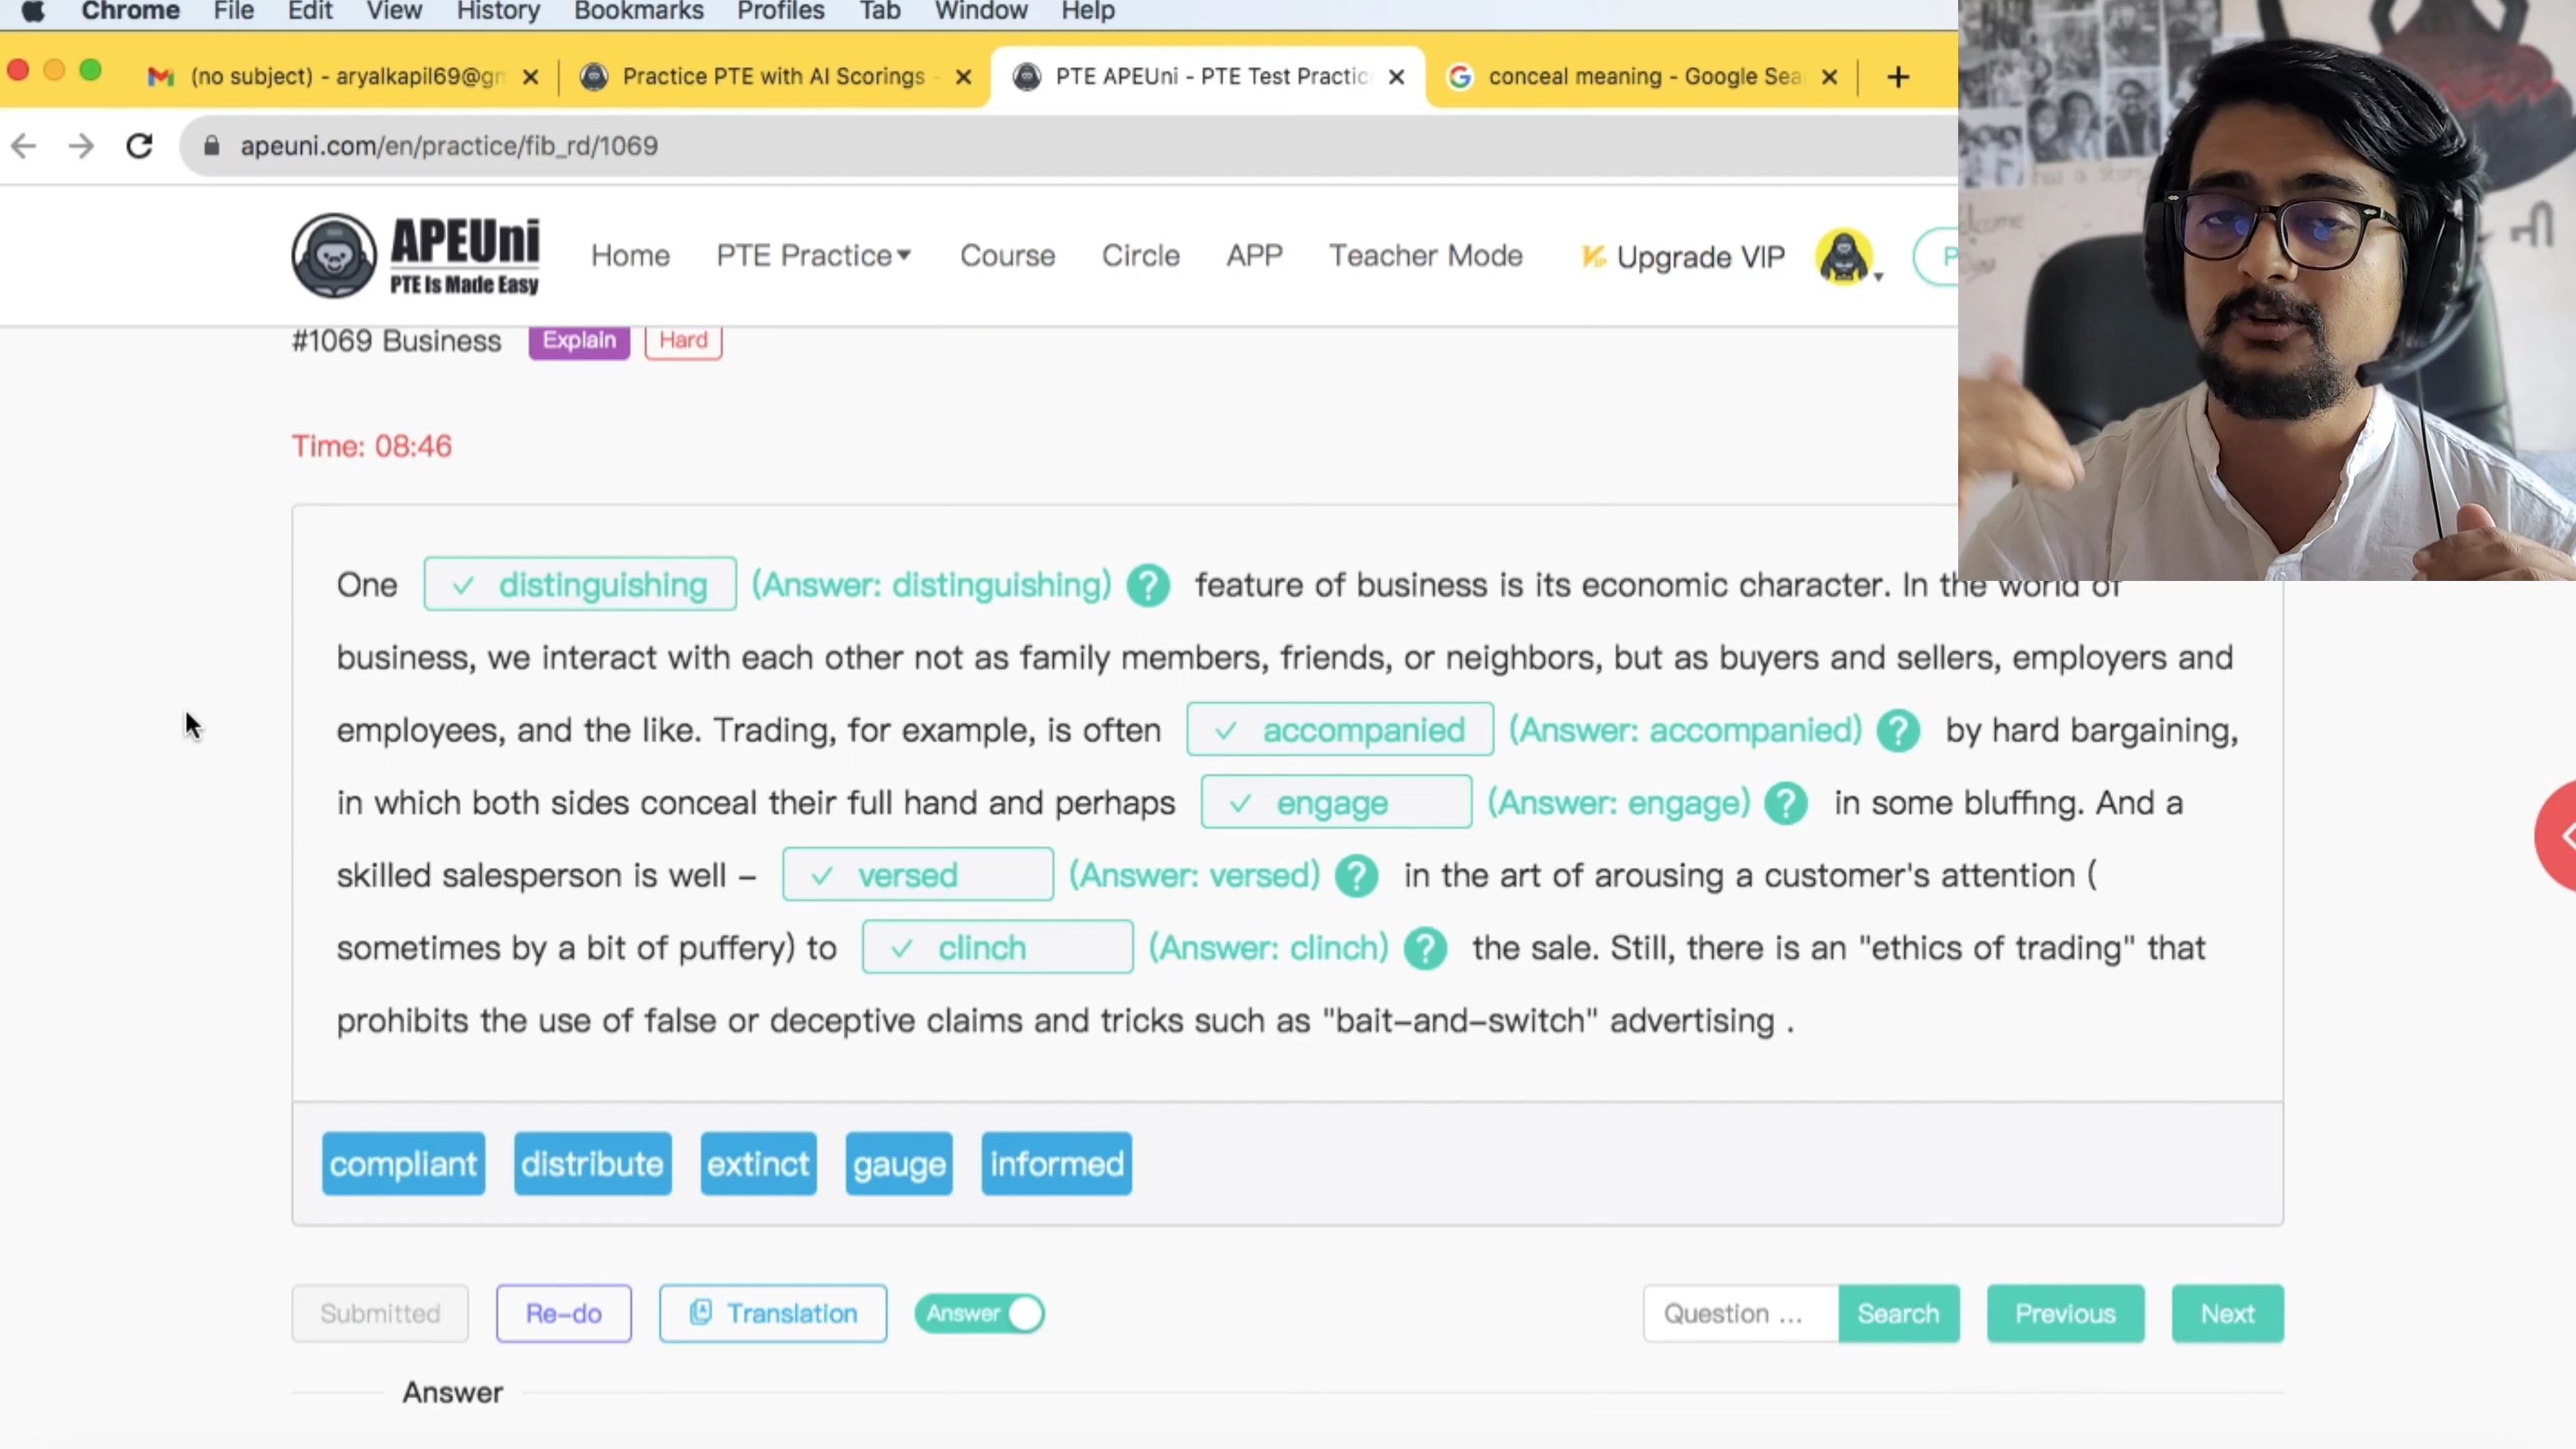 Chrome File Edit View History Bookmarks Profiles Tab Window Help
(no subject) - aryalkapil69@gm
Practice PTE with AI Scorings -
PTE APEUni - PTE Test Practic
conceal meaning - Google Sea
apeuni.com/en/practice/fib_rd/1069
APEUni
PTE Is Made Easy
Home PTE Practice Course Circle APP Teacher Mode Upgrade VIP
#1069 Business Explain Hard
Time: 08:46
One distinguishing (Answer: distinguishing) ? feature of business is its economic character. In the world of
business, we interact with each other not as family members, friends, or neighbors, but as buyers and sellers, employers and
employees, and the like. Trading, for example, is often accompanied (Answer: accompanied) ? by hard bargaining,
in which both sides conceal their full hand and perhaps engage (Answer: engage) ? in some bluffing. And a
skilled salesperson is well – versed (Answer: versed) ? in the art of arousing a customer's attention (
sometimes by a bit of puffery) to clinch (Answer: clinch) ? the sale. Still, there is an "ethics of trading" that
prohibits the use of false or deceptive claims and tricks such as "bait–and–switch" advertising .
compliant distribute extinct gauge informed
Submitted Re–do Translation Answer Question ... Search Previous Next
Answer